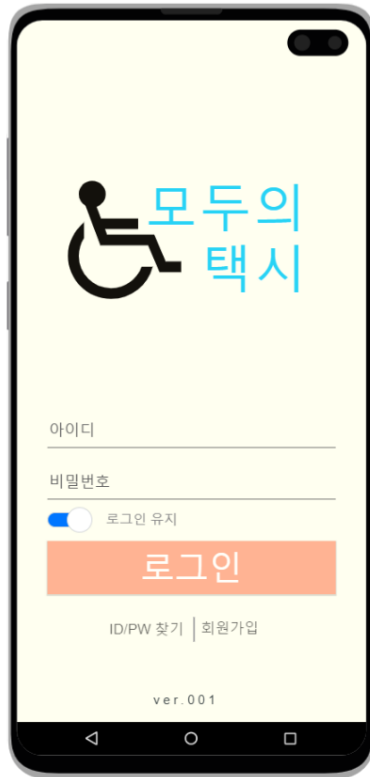 모두의
택시
아이디
비밀번호
로그인 유지
로그인
ID/PW 찾기 | 회원가입
ver.001